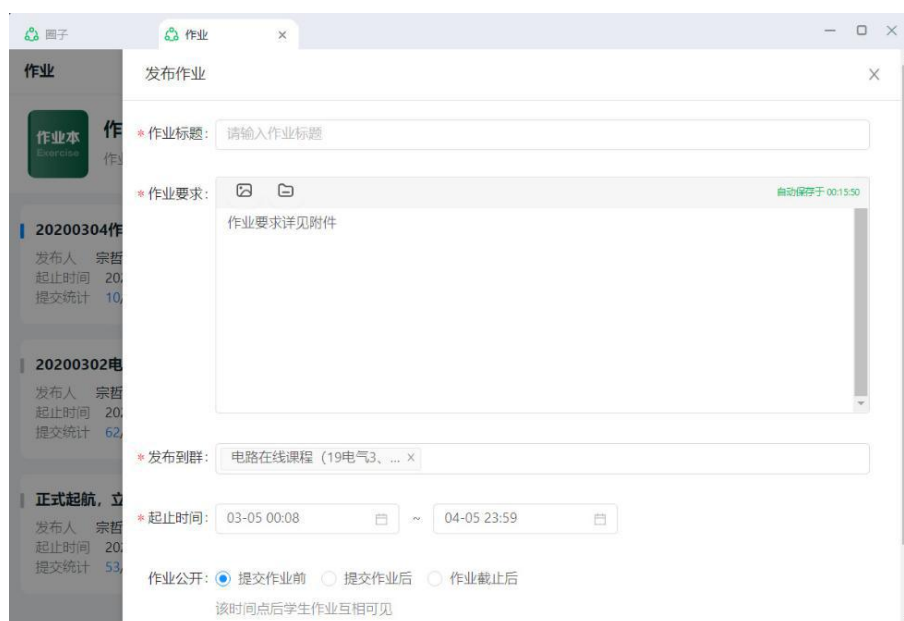 圈子
作业
作业
发布作业
作业本
Exercise
作
作业
*作业标题: 请输入作业标题
*作业要求:
自动保存于 00:15:50
作业要求详见附件
20200304作
发布人 宗哲
起止时间 20
提交统计 10,
20200302电
发布人 宗哲
起止时间 20
提交统计 62,
*发布到群: 电路在线课程（19电气3、... ×
正式起航，立
发布人 宗哲
起止时间 20
提交统计 53,
*起止时间: 03-05 00:08 ~ 04-05 23:59
作业公开: 提交作业前 提交作业后 作业截止后
该时间点后学生作业互相可见